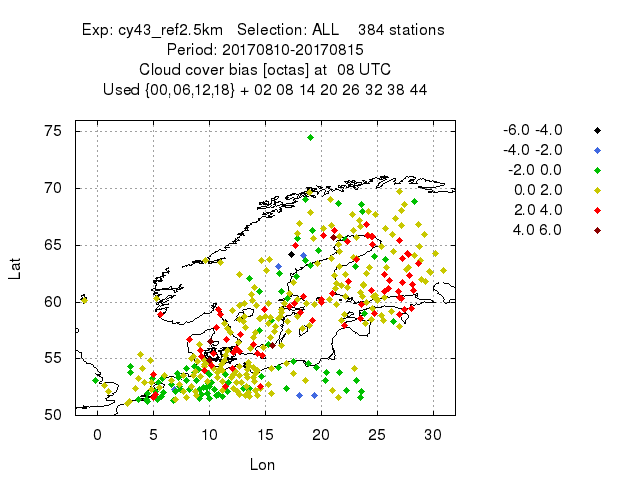 Exp: cy43_ref2.5km Selection: ALL 384 stations
Period: 20170810-20170815
Cloud cover bias [octas] at 08 UTC
Used {00,06,12,18} + 02 08 14 20 26 32 38 44
75
70
65
60
55
50
Lat
0 5 10 15 20 25 30
Lon
-6.0 -4.0
-4.0 -2.0
-2.0 0.0
0.0 2.0
2.0 4.0
4.0 6.0